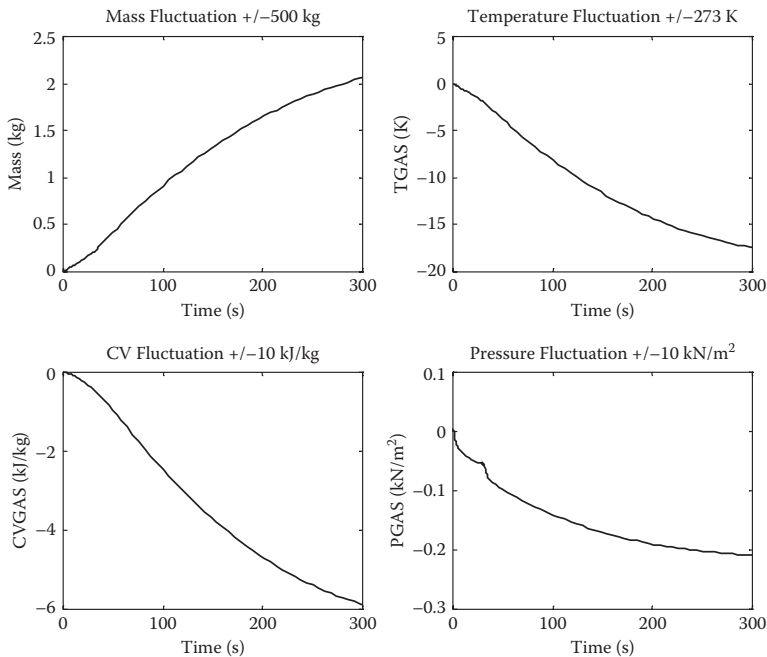 Mass Fluctuation +/−500 kg
2.5
2
1.5
1
0.5
0
Mass (kg)
0 100 200 300
Time (s)
Temperature Fluctuation +/−273 K
5
0
−5
−10
−15
−20
TGAS (K)
0 100 200 300
Time (s)
CV Fluctuation +/−10 kJ/kg
0
−2
−4
−6
CVGAS (kJ/kg)
0 100 200 300
Time (s)
Pressure Fluctuation +/−10 kN/m²
0.1
0
−0.1
−0.2
−0.3
PGAS (kN/m²)
0 100 200 300
Time (s)